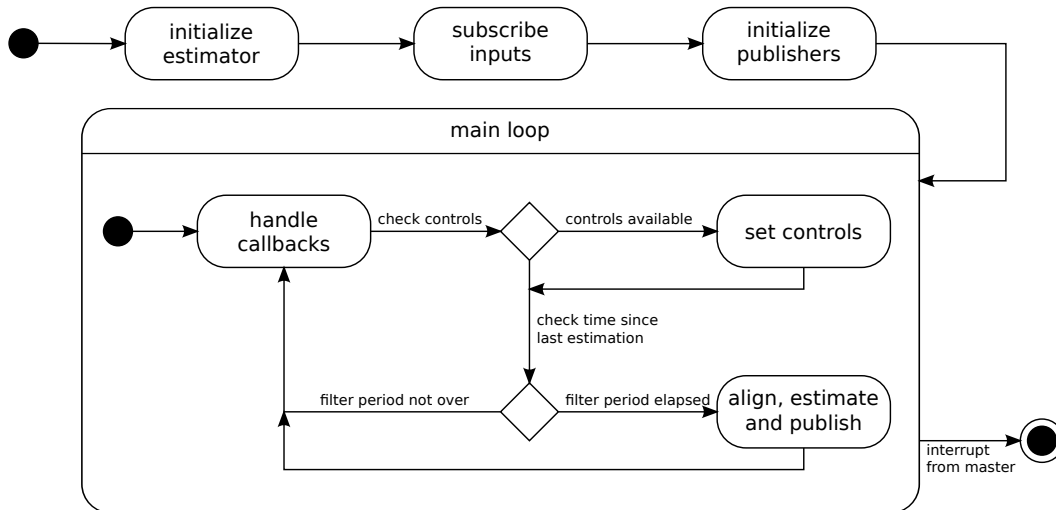 initialize
estimator
subscribe
inputs
initialize
publishers
main loop
handle
callbacks
check controls
controls available
set controls
check time since
last estimation
filter period not over
filter period elapsed
align, estimate
and publish
interrupt
from master